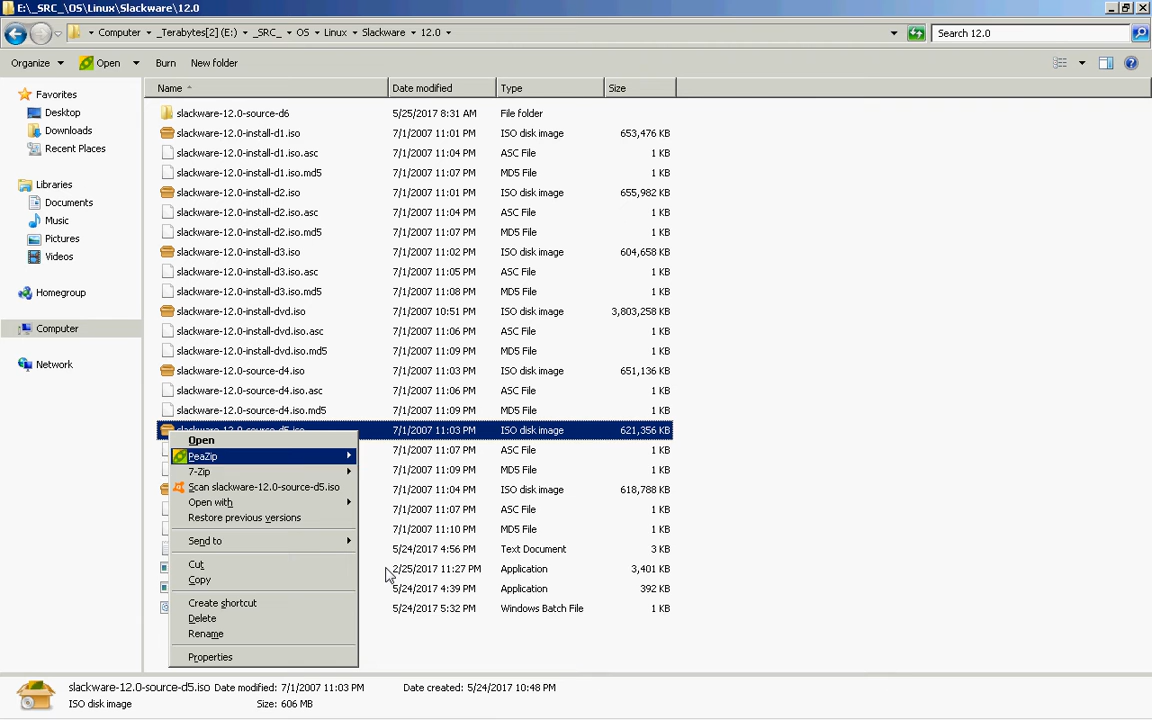 E:\_SRC_\OS\Linux\Slackware\12.0
Computer _Terabytes[2] (E:) _SRC_ OS Linux Slackware 12.0 Search 12.0
Organize Open Burn New folder
Name Date modified Type Size
Favorites
Desktop
Downloads
Recent Places
Libraries
Documents
Music
Pictures
Videos
Homegroup
Computer
Network
slackware-12.0-source-d6 5/25/2017 8:31 AM File folder
slackware-12.0-install-d1.iso 7/1/2007 11:01 PM ISO disk image 653,476 KB
slackware-12.0-install-d1.iso.asc 7/1/2007 11:04 PM ASC File 1 KB
slackware-12.0-install-d1.iso.md5 7/1/2007 11:07 PM MD5 File 1 KB
slackware-12.0-install-d2.iso 7/1/2007 11:01 PM ISO disk image 655,982 KB
slackware-12.0-install-d2.iso.asc 7/1/2007 11:04 PM ASC File 1 KB
slackware-12.0-install-d2.iso.md5 7/1/2007 11:07 PM MD5 File 1 KB
slackware-12.0-install-d3.iso 7/1/2007 11:02 PM ISO disk image 604,658 KB
slackware-12.0-install-d3.iso.asc 7/1/2007 11:05 PM ASC File 1 KB
slackware-12.0-install-d3.iso.md5 7/1/2007 11:08 PM MD5 File 1 KB
slackware-12.0-install-dvd.iso 7/1/2007 10:51 PM ISO disk image 3,803,258 KB
slackware-12.0-install-dvd.iso.asc 7/1/2007 11:06 PM ASC File 1 KB
slackware-12.0-install-dvd.iso.md5 7/1/2007 11:09 PM MD5 File 1 KB
slackware-12.0-source-d4.iso 7/1/2007 11:03 PM ISO disk image 651,136 KB
slackware-12.0-source-d4.iso.asc 7/1/2007 11:06 PM ASC File 1 KB
slackware-12.0-source-d4.iso.md5 7/1/2007 11:09 PM MD5 File 1 KB
slackware-12.0-source-d5.iso 7/1/2007 11:03 PM ISO disk image 621,356 KB
7/1/2007 11:07 PM ASC File 1 KB
7/1/2007 11:09 PM MD5 File 1 KB
7/1/2007 11:04 PM ISO disk image 618,788 KB
7/1/2007 11:07 PM ASC File 1 KB
7/1/2007 11:10 PM MD5 File 1 KB
5/24/2017 4:56 PM Text Document 3 KB
2/25/2017 11:27 PM Application 3,401 KB
5/24/2017 4:39 PM Application 392 KB
5/24/2017 5:32 PM Windows Batch File 1 KB
Open
PeaZip
7-Zip
Scan slackware-12.0-source-d5.iso
Open with
Restore previous versions
Send to
Cut
Copy
Create shortcut
Delete
Rename
Properties
slackware-12.0-source-d5.iso Date modified: 7/1/2007 11:03 PM Date created: 5/24/2017 10:48 PM
ISO disk image Size: 606 MB